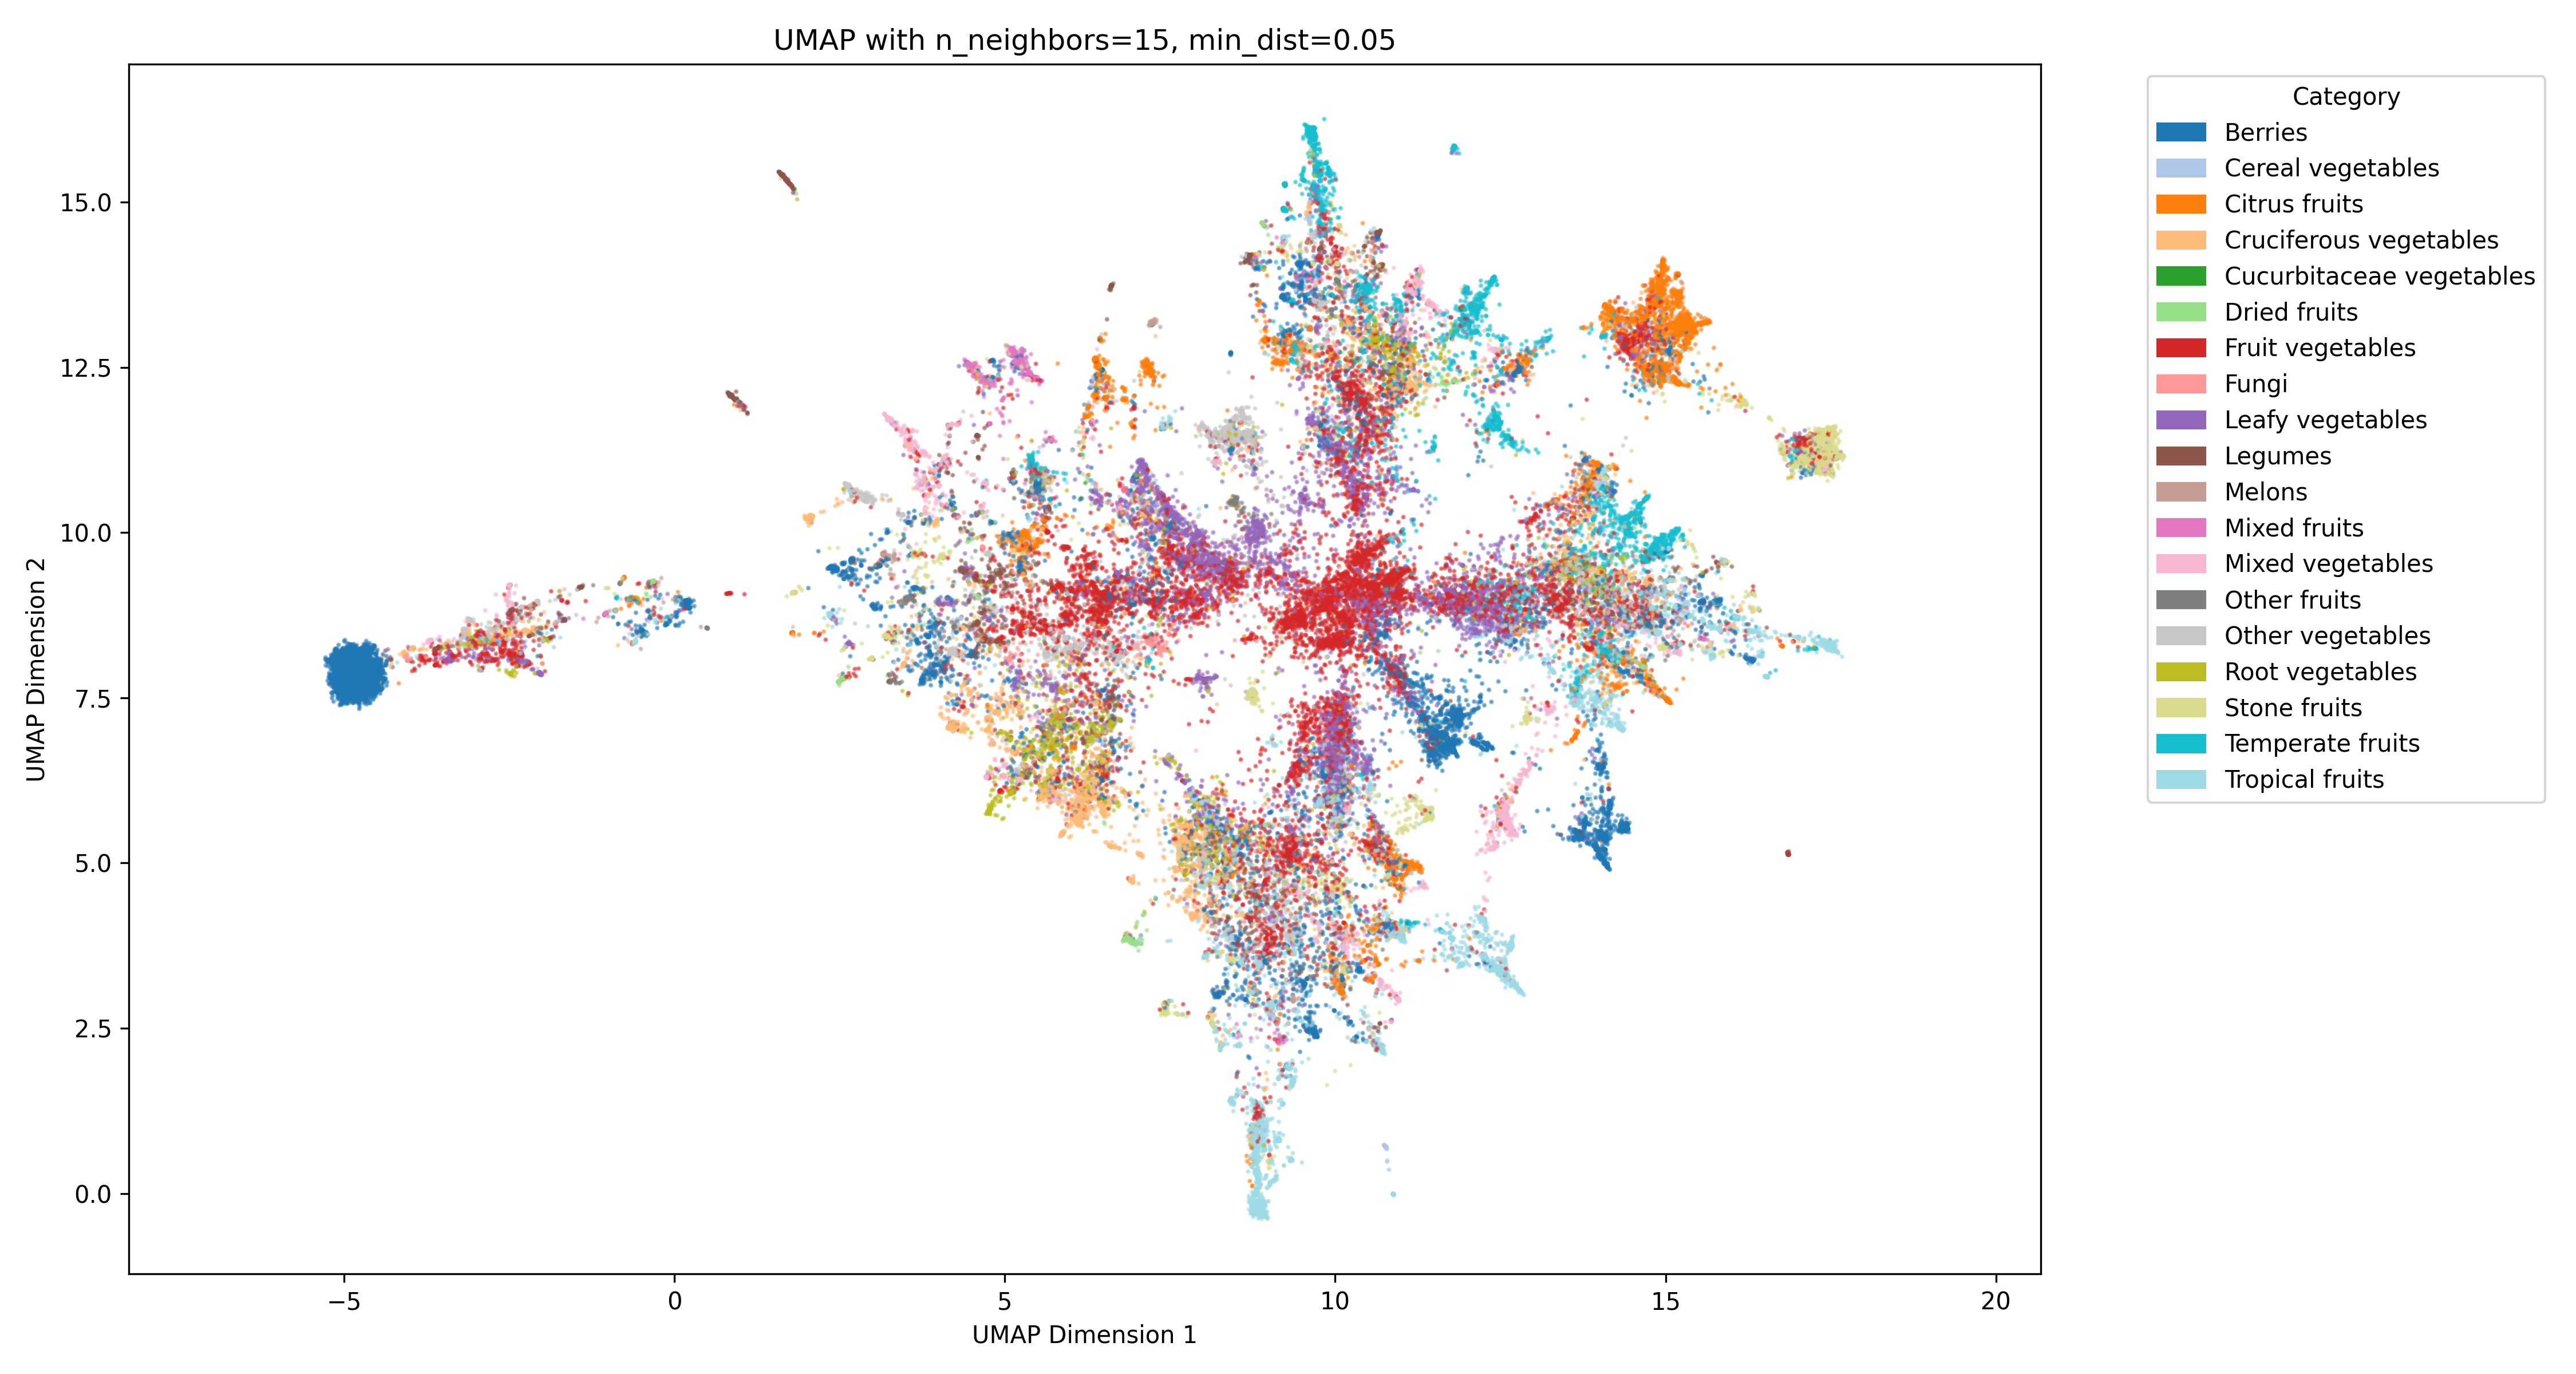 UMAP with n_neighbors=15, min_dist=0.05
UMAP Dimension 2
15.0
12.5
10.0
7.5
5.0
2.5
0.0
−5
0
5
10
15
20
UMAP Dimension 1
Category
Berries
Cereal vegetables
Citrus fruits
Cruciferous vegetables
Cucurbitaceae vegetables
Dried fruits
Fruit vegetables
Fungi
Leafy vegetables
Legumes
Melons
Mixed fruits
Mixed vegetables
Other fruits
Other vegetables
Root vegetables
Stone fruits
Temperate fruits
Tropical fruits